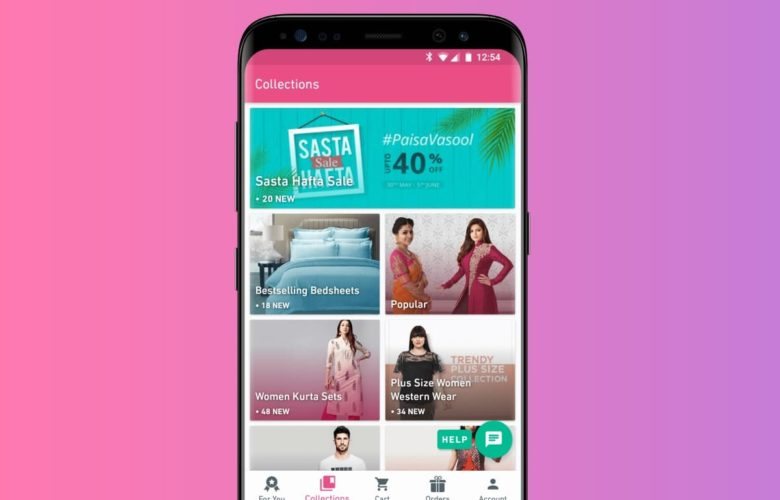 12:54
Collections
SASTA
Sale
HAFTA
#PaisaVasool
UPTO
40% OFF
30TH MAY - 5TH JUNE
Sasta Hafta Sale
• 20 NEW
Bestselling Bedsheets
• 18 NEW
Popular
Women Kurta Sets
• 48 NEW
TRENDY
PLUS SIZE
COLLECTION
Plus Size Women
Western Wear
• 34 NEW
HELP
For You
Collections
Cart
Orders
Account